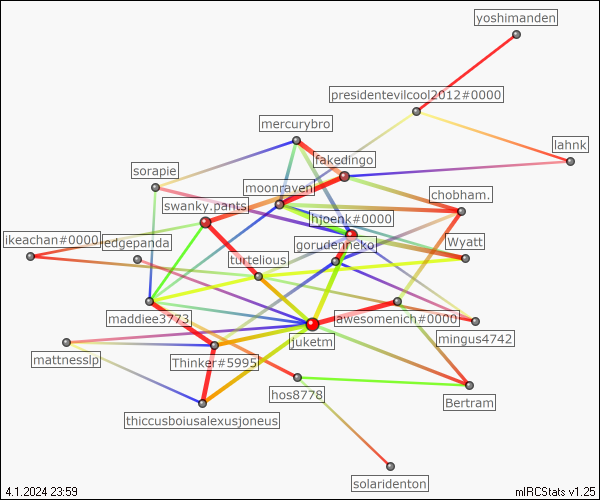 yoshimanden
presidentevilcool2012#0000
mercurybro
lahnk
fakedingo
sorapie
moonraven
chobham.
swanky.pants
hjoenk#0000
ikeachan#0000
edgepanda
gorudenneko
Wyatt
turtelious
maddiee3773
lawesomenich#0000
mingus4742
juketm
mattnesslp
Thinker#5995
hos8778
Bertram
thiccusboiusalexusjoneus
solaridenton
4.1.2024 23:59
mIRCStats v1.25